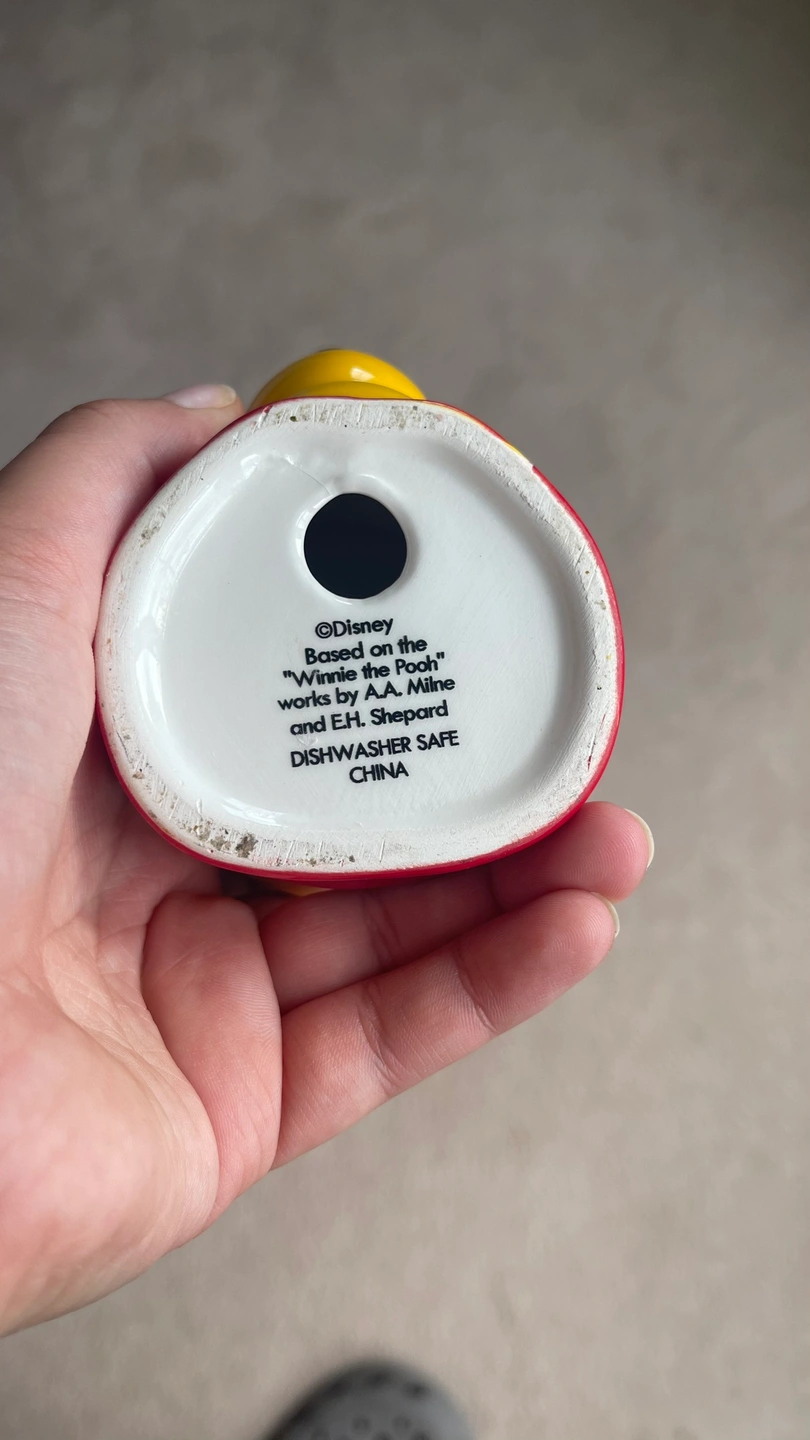 ©Disney
Based on the
"Winnie the Pooh"
works by A.A. Milne
and E.H. Shepard
DISHWASHER SAFE
CHINA